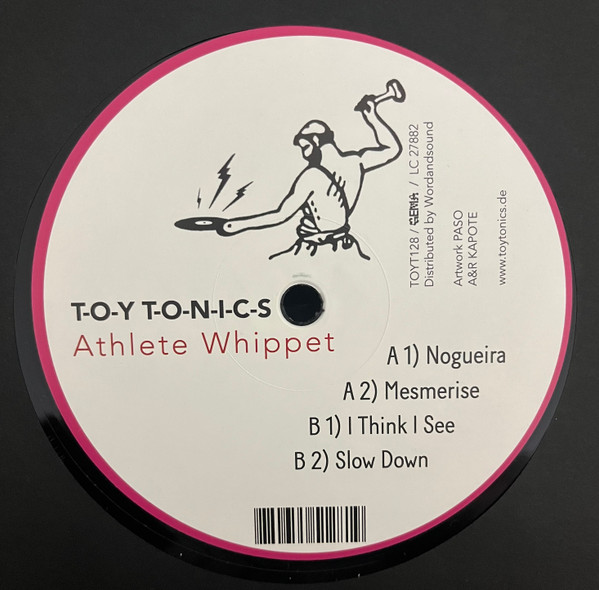 T-O-Y T-O-N-I-C-S
Athlete Whippet
A 1) Nogueira
A 2) Mesmerise
B 1) I Think I See
B 2) Slow Down
TOYT128 / GEMA / LC 27882
Distributed by Wordandsound
Artwork PASO
A&R KAPOTE
www.toytonics.de